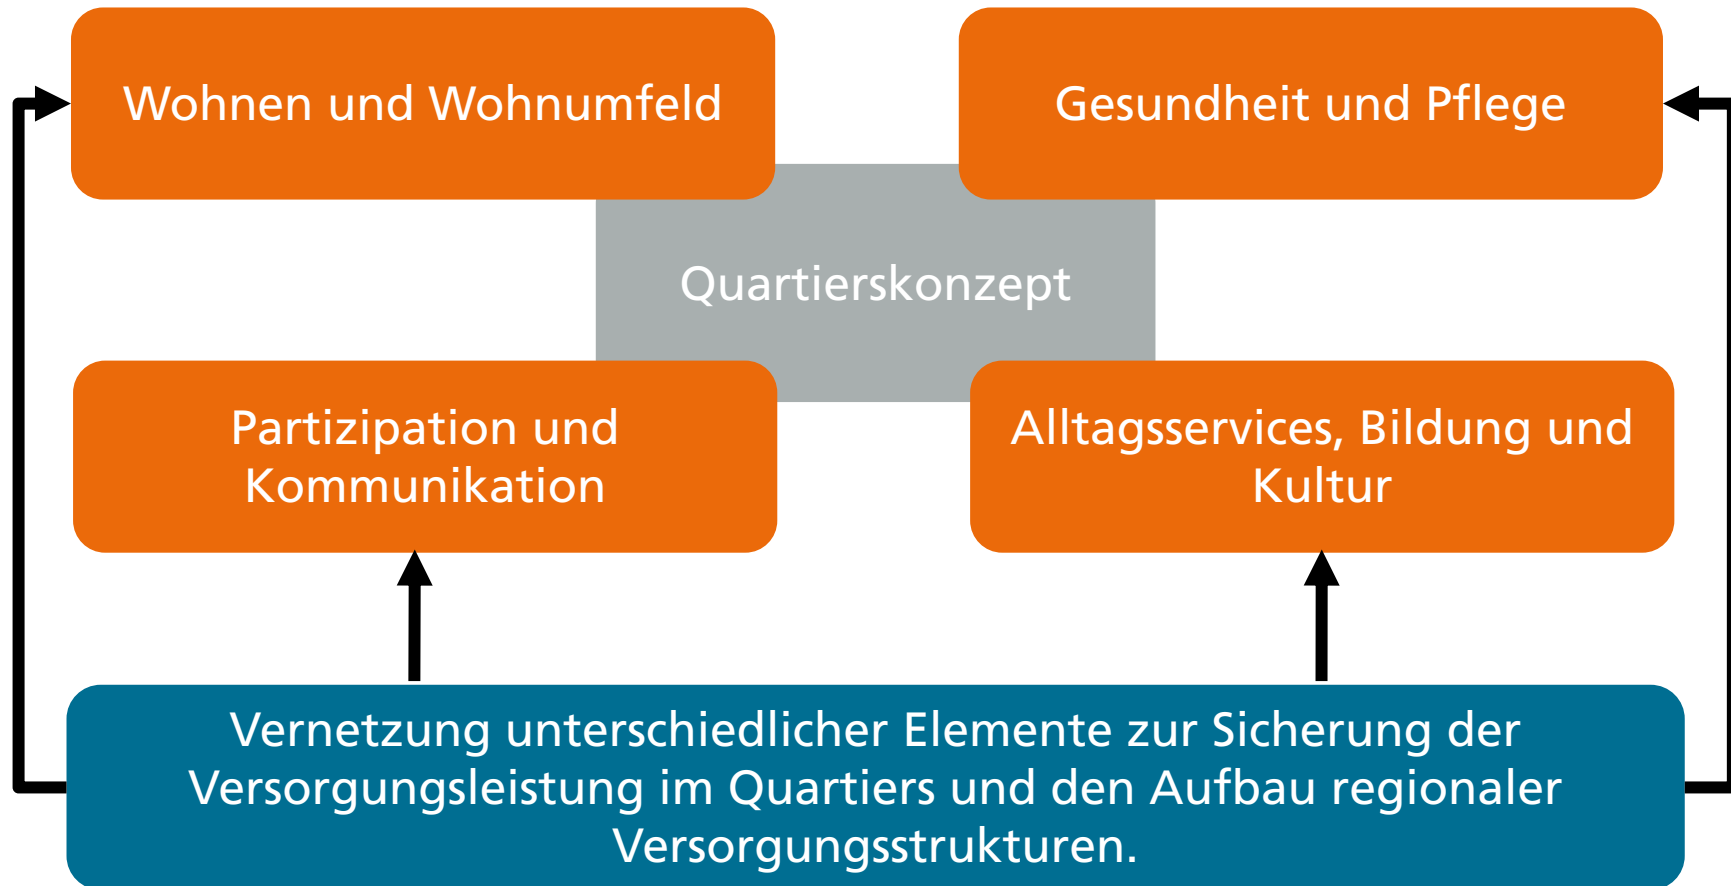 Wohnen und Wohnumfeld
Gesundheit und Pflege
Quartierskonzept
Partizipation und
Kommunikation
Alltagsservices, Bildung und
Kultur
Vernetzung unterschiedlicher Elemente zur Sicherung der
Versorgungsleistung im Quartiers und den Aufbau regionaler
Versorgungsstrukturen.